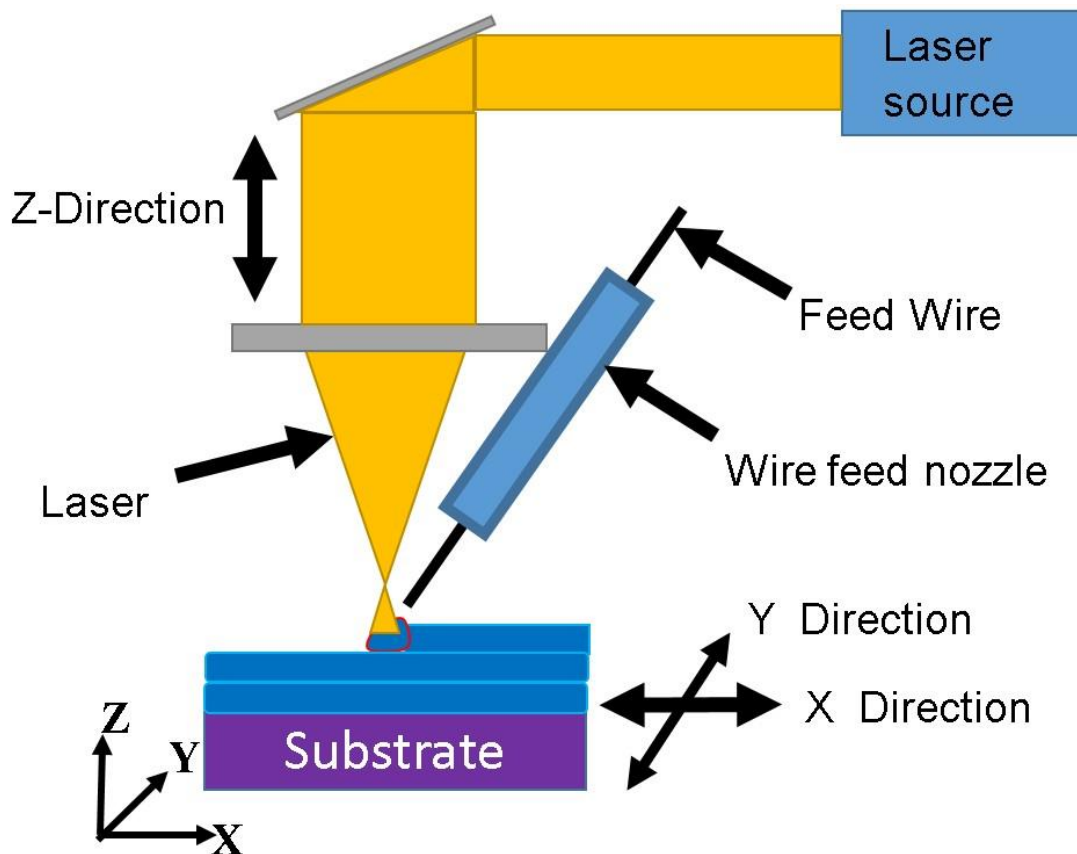 Laser
source
Z-Direction
Feed Wire
Wire feed nozzle
Laser
Y Direction
X Direction
Substrate
Z
Y
X